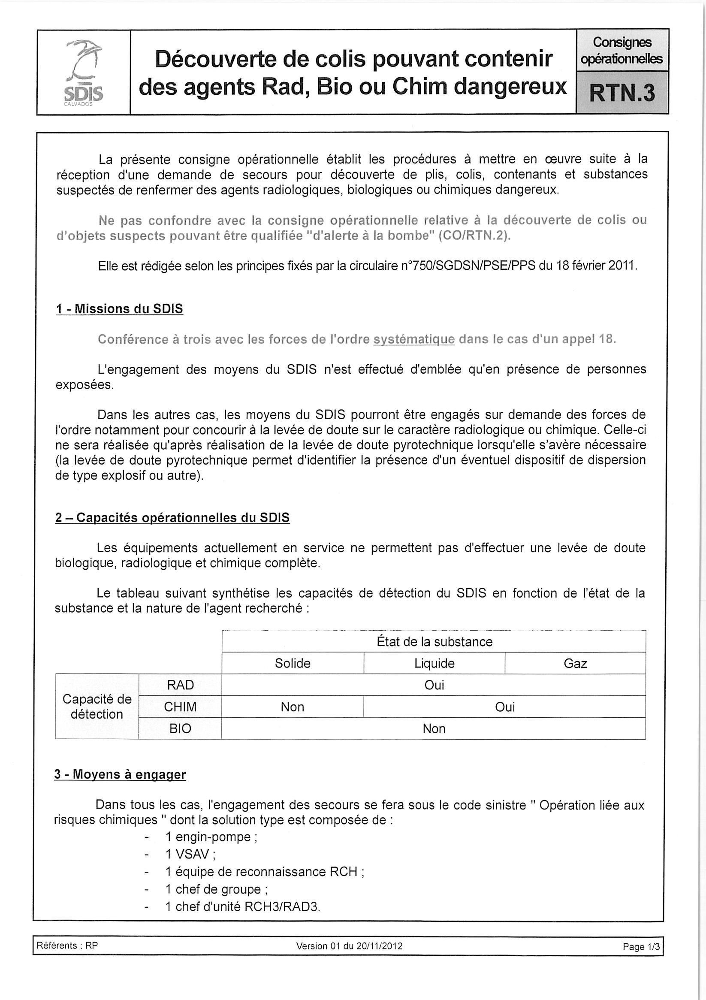 SDIS
CALVADOS
Découverte de colis pouvant contenir
des agents Rad, Bio ou Chim dangereux
Consignes
opérationnelles
RTN.3
La présente consigne opérationnelle établit les procédures à mettre en œuvre suite à la
réception d'une demande de secours pour découverte de plis, colis, contenants et substances
suspectés de renfermer des agents radiologiques, biologiques ou chimiques dangereux.
Ne pas confondre avec la consigne opérationnelle relative à la découverte de colis ou
d'objets suspects pouvant être qualifiée "d'alerte à la bombe" (CO/RTN.2).
Elle est rédigée selon les principes fixés par la circulaire n°750/SGDSN/PSE/PPS du 18 février 2011.
1 - Missions du SDIS
Conférence à trois avec les forces de l'ordre systématique dans le cas d'un appel 18.
L'engagement des moyens du SDIS n'est effectué d'emblée qu'en présence de personnes
exposées.
Dans les autres cas, les moyens du SDIS pourront être engagés sur demande des forces de
l'ordre notamment pour concourir à la levée de doute sur le caractère radiologique ou chimique. Celle-ci
ne sera réalisée qu'après réalisation de la levée de doute pyrotechnique lorsqu'elle s'avère nécessaire
(la levée de doute pyrotechnique permet d'identifier la présence d'un éventuel dispositif de dispersion
de type explosif ou autre).
2 – Capacités opérationnelles du SDIS
Les équipements actuellement en service ne permettent pas d'effectuer une levée de doute
biologique, radiologique et chimique complète.
Le tableau suivant synthétise les capacités de détection du SDIS en fonction de l'état de la
substance et la nature de l'agent recherché :
État de la substance
Solide Liquide Gaz
Capacité de
détection
RAD Oui
CHIM Non Oui
BIO Non
3 - Moyens à engager
Dans tous les cas, l'engagement des secours se fera sous le code sinistre " Opération liée aux
risques chimiques " dont la solution type est composée de :
- 1 engin-pompe ;
- 1 VSAV ;
- 1 équipe de reconnaissance RCH ;
- 1 chef de groupe ;
- 1 chef d'unité RCH3/RAD3.
Référents : RP Version 01 du 20/11/2012 Page 1/3